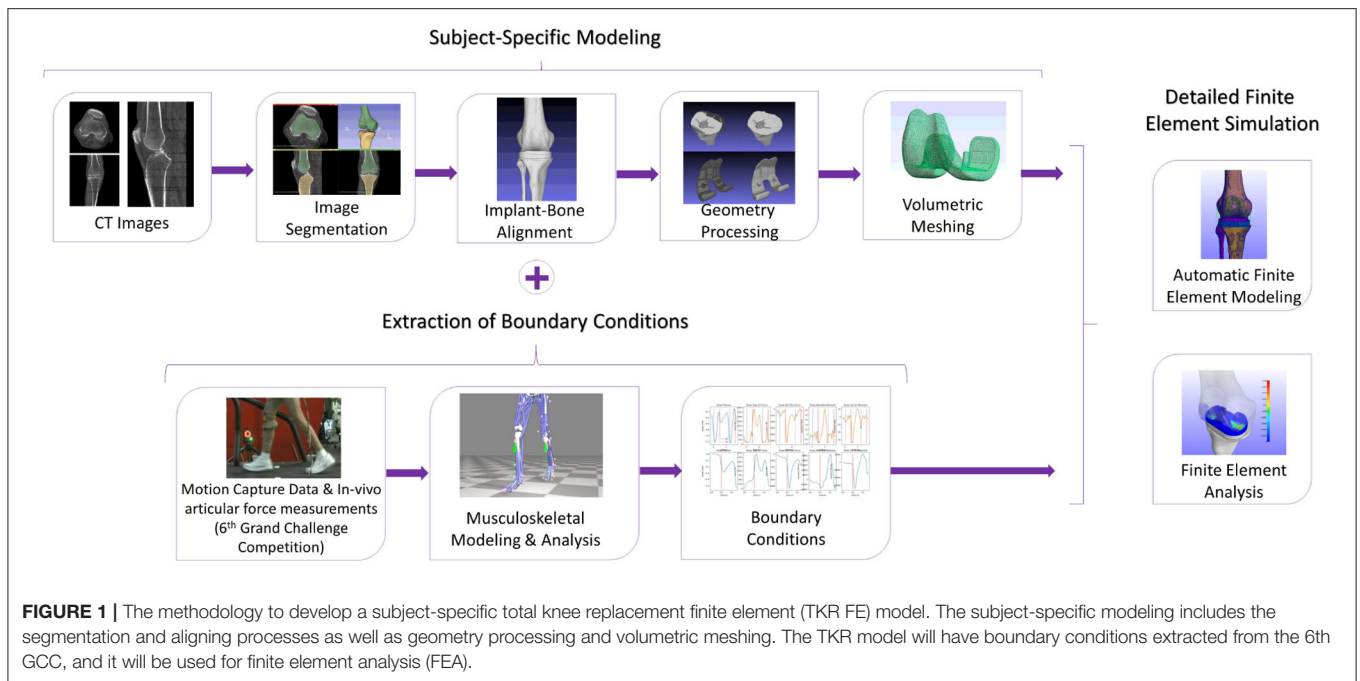 Subject-Specific Modeling
CT Images
Image
Segmentation
Implant-Bone
Alignment
Geometry
Processing
Volumetric
Meshing
Detailed Finite
Element Simulation
Automatic Finite
Element Modeling
Finite Element
Analysis
+
Extraction of Boundary Conditions
Motion Capture Data & In-vivo
articular force measurements
(6th Grand Challenge
Competition)
Musculoskeletal
Modeling & Analysis
Boundary
Conditions
FIGURE 1 | The methodology to develop a subject-specific total knee replacement finite element (TKR FE) model. The subject-specific modeling includes the
segmentation and aligning processes as well as geometry processing and volumetric meshing. The TKR model will have boundary conditions extracted from the 6th
GCC, and it will be used for finite element analysis (FEA).